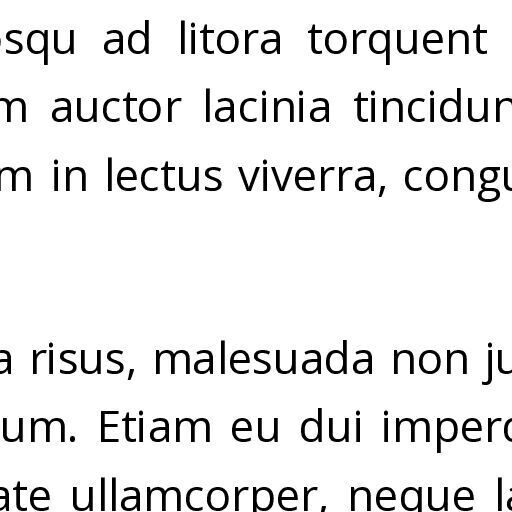 osqu ad litora torquent
m auctor lacinia tincidun
m in lectus viverra, congu
a risus, malesuada non ju
um. Etiam eu dui imperd
ate ullamcorper, neque la